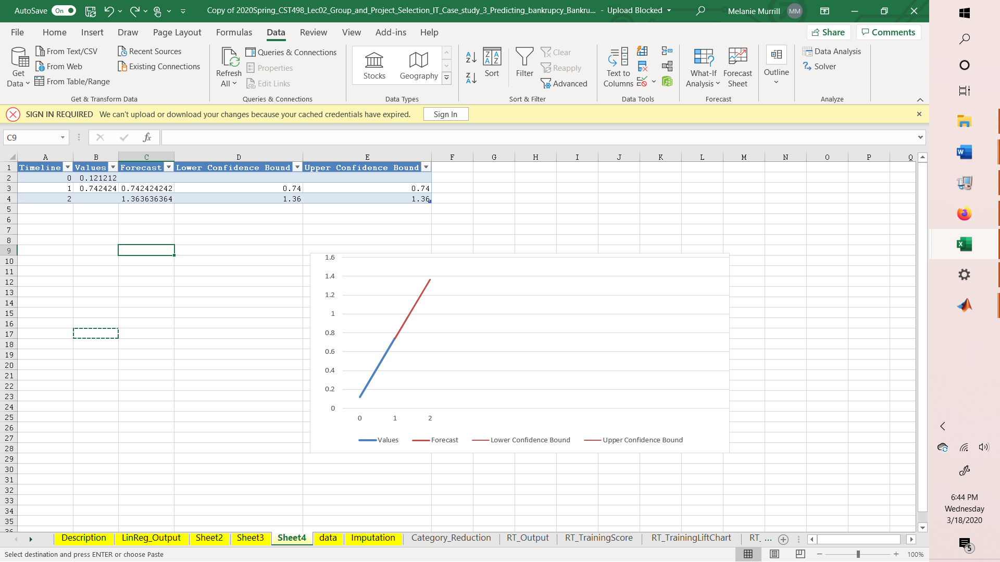 AutoSave On Copy of 2020Spring_CST498_Lec02_Group_and_Project_Selection_IT_Case_study_3_Predicting_bankrupcy_Bankru... - Upload Blocked Melanie Murrill MM
File Home Insert Draw Page Layout Formulas Data Review View Add-ins Help Share Comments
Get Data
From Text/CSV
From Web
From Table/Range
Recent Sources
Existing Connections
Get & Transform Data
Refresh All
Queries & Connections
Properties
Edit Links
Queries & Connections
Stocks Geography
Data Types
Sort
Filter
Clear
Reapply
Advanced
Sort & Filter
Text to Columns
Data Tools
What-If Analysis
Forecast Sheet
Forecast
Outline
Data Analysis
Solver
Analyze
SIGN IN REQUIRED We can't upload or download your changes because your cached credentials have expired. Sign In
C9 fx
A B C D E F G H I J K L M N O P Q
1 Timeline Values Forecast Lower Confidence Bound Upper Confidence Bound
2 0 0.121212
3 1 0.742424 0.742424242 0.74 0.74
4 2 1.363636364 1.36 1.36
5
6
7
8
9
10
11
12
13
14
15
16
17
18
19
20
21
22
23
24
25
26
27
28
29
30
31
32
33
34
35
36
1.6
1.4
1.2
1
0.8
0.6
0.4
0.2
0
0 1 2
Values Forecast Lower Confidence Bound Upper Confidence Bound
Description LinReg_Output Sheet2 Sheet3 Sheet4 data Imputation Category_Reduction RT_Output RT_TrainingScore RT_TrainingLiftChart RT_ ...
Select destination and press ENTER or choose Paste 100%
6:44 PM
Wednesday
3/18/2020
5